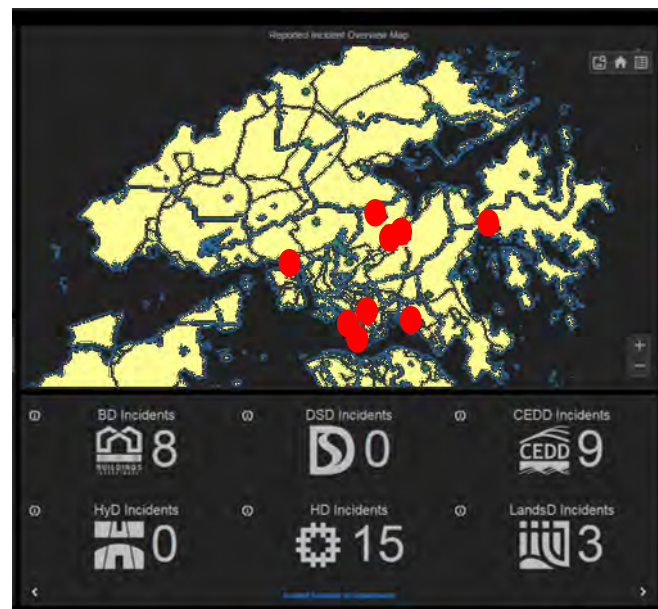 Reported Incident Overview Map
BD Incidents
BUILDINGS
8
DSD Incidents
0
CEDD Incidents
CEDD
9
HyD Incidents
0
HD Incidents
15
LandsD Incidents
3